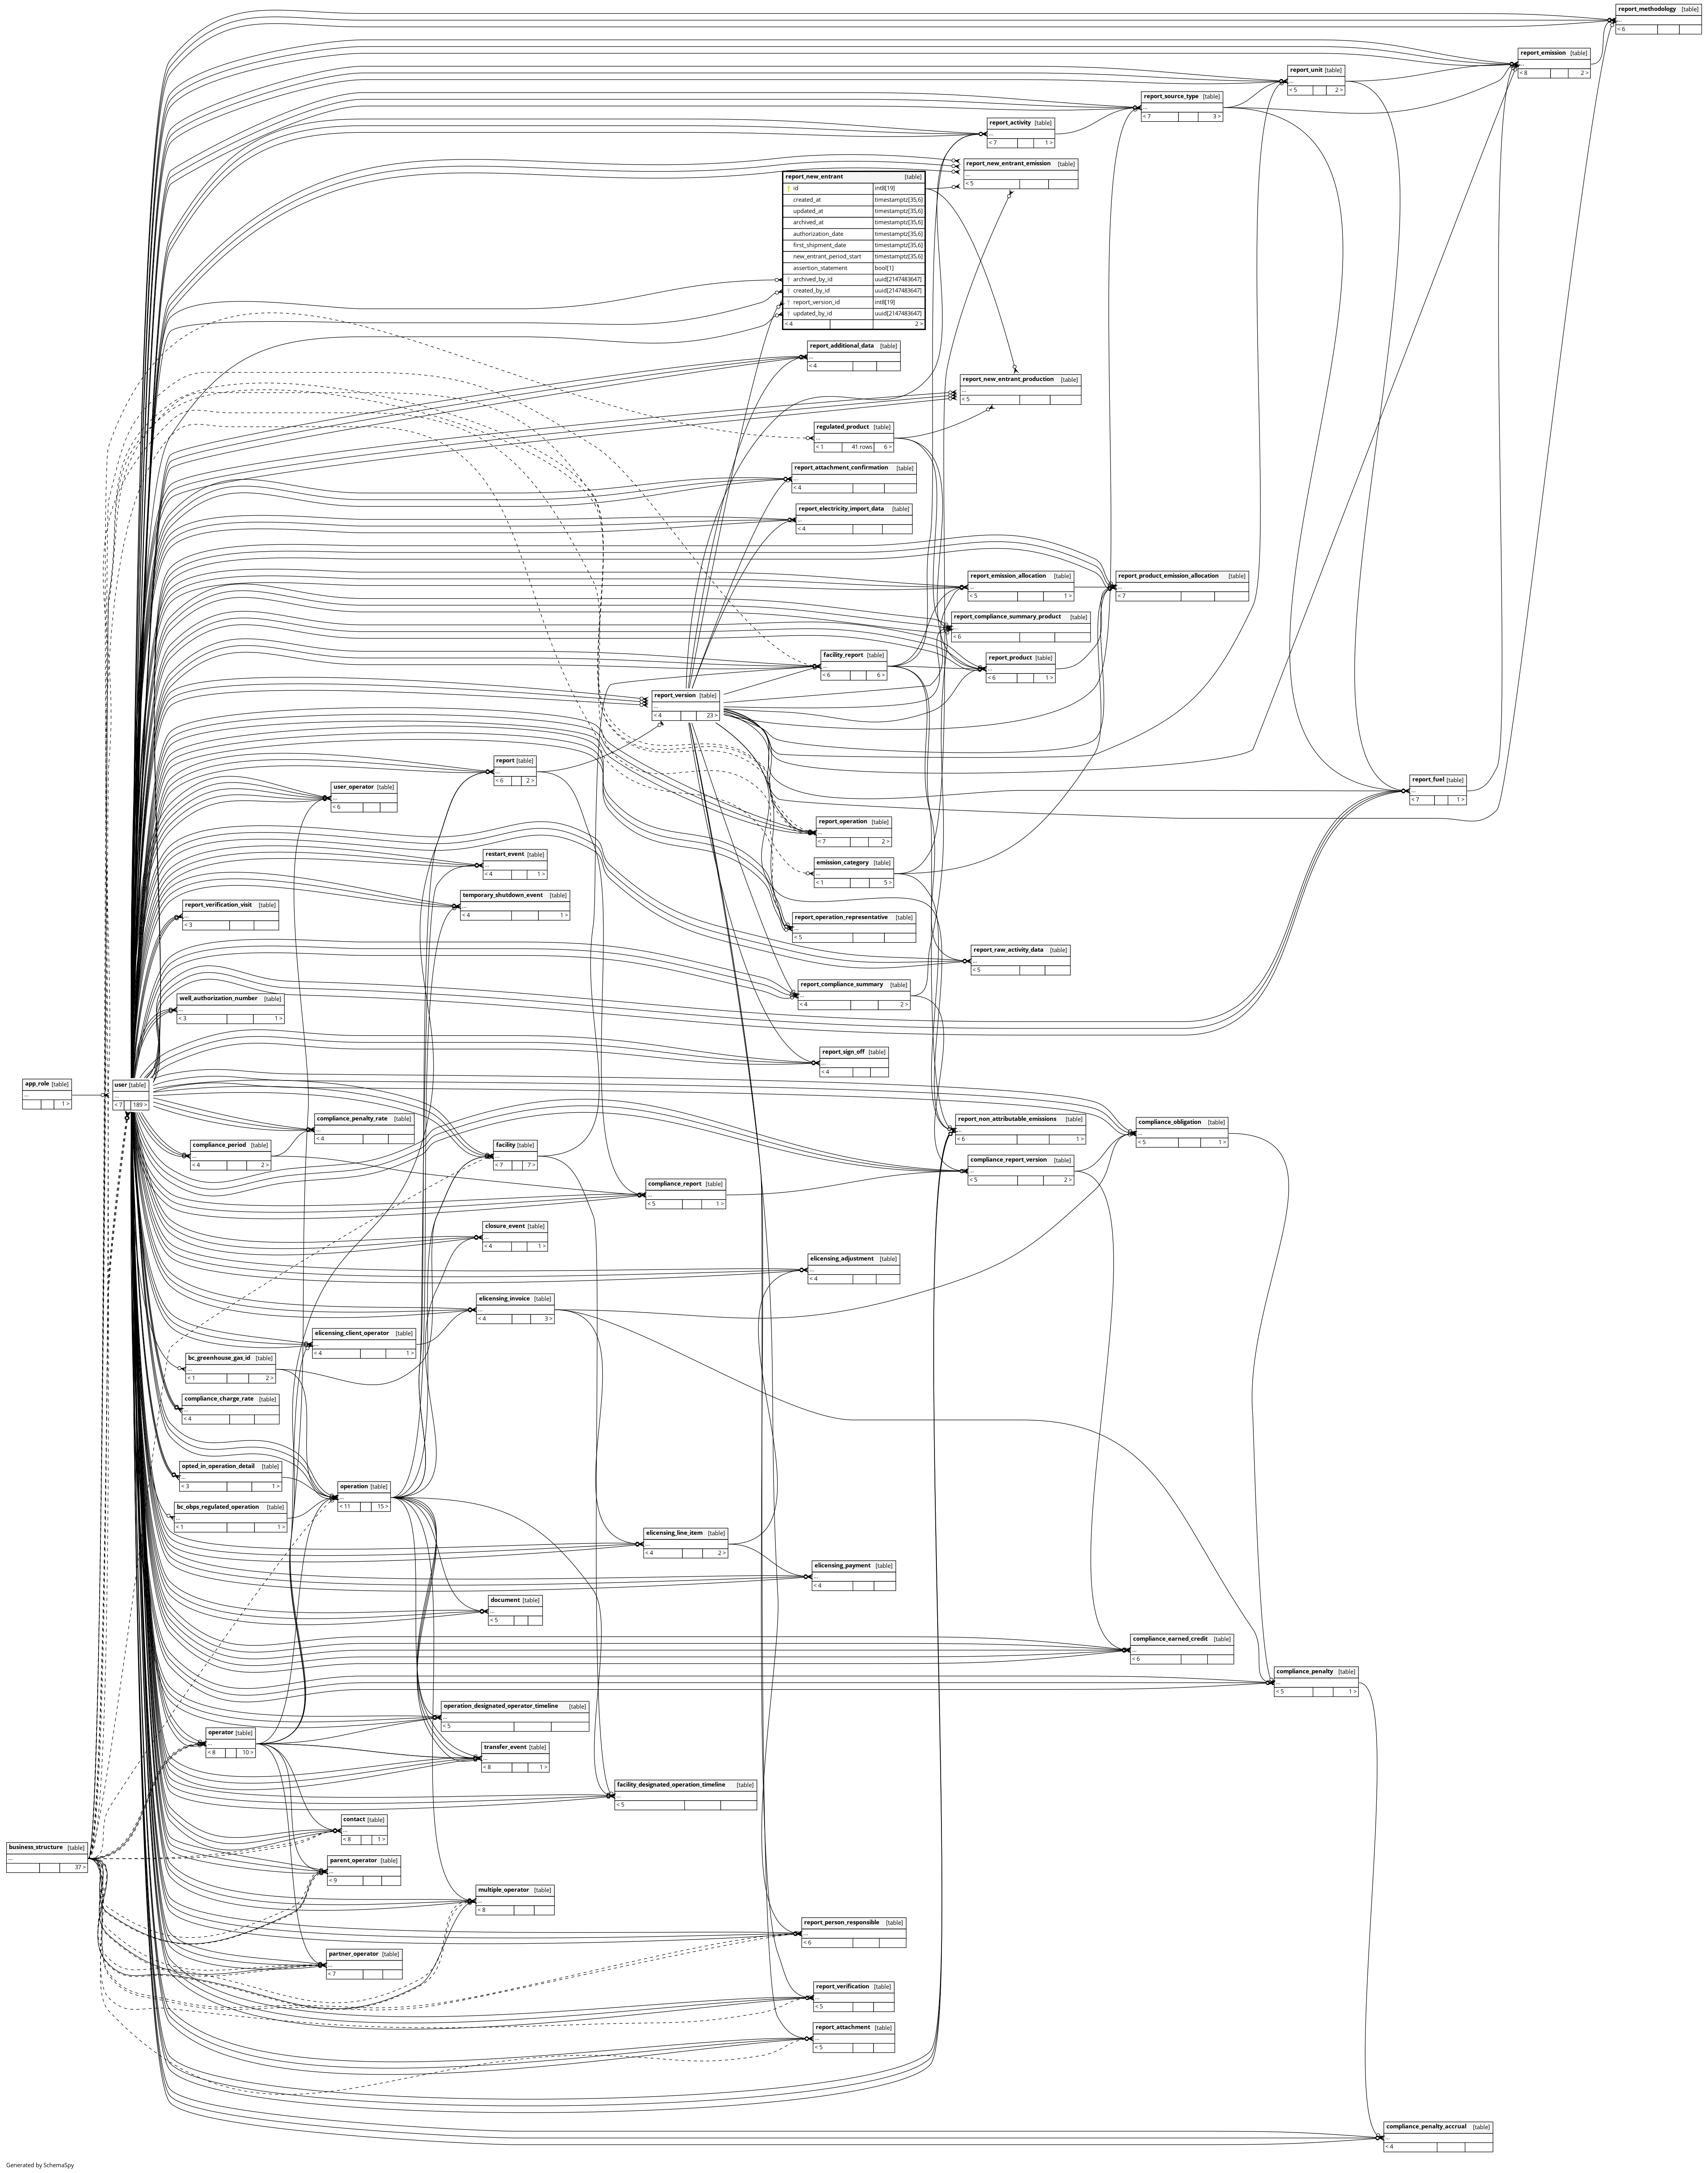 report_methodology [table]
...
< 6
report_emission [table]
...
< 8 2 >
report_unit [table]
...
< 5 2 >
report_source_type [table]
...
< 7 3 >
report_activity [table]
...
< 7 1 >
report_new_entrant_emission [table]
...
< 5
report_new_entrant [table]
id int8[19]
created_at timestamptz[35,6]
updated_at timestamptz[35,6]
archived_at timestamptz[35,6]
authorization_date timestamptz[35,6]
first_shipment_date timestamptz[35,6]
new_entrant_period_start timestamptz[35,6]
assertion_statement bool[1]
archived_by_id uuid[2147483647]
created_by_id uuid[2147483647]
report_version_id int8[19]
updated_by_id uuid[2147483647]
< 4 2 >
report_additional_data [table]
...
< 4
report_new_entrant_production [table]
...
< 5
regulated_product [table]
...
< 1 41 rows 6 >
report_attachment_confirmation [table]
...
< 4
report_electricity_import_data [table]
...
< 4
report_emission_allocation [table]
...
< 5 1 >
report_product_emission_allocation [table]
...
< 7
report_compliance_summary_product [table]
...
< 6
facility_report [table]
...
< 6 6 >
report_product [table]
...
< 6 1 >
report_version [table]
...
< 4 23 >
report [table]
...
< 6 2 >
report_fuel [table]
...
< 7 1 >
user_operator [table]
...
< 6
report_operation [table]
...
< 7 2 >
restart_event [table]
...
< 4 1 >
emission_category [table]
...
< 1 5 >
temporary_shutdown_event [table]
...
< 4 1 >
report_verification_visit [table]
...
< 3
report_operation_representative [table]
...
< 5
report_raw_activity_data [table]
...
< 5
report_compliance_summary [table]
...
< 4 2 >
well_authorization_number [table]
...
< 3 1 >
report_sign_off [table]
...
< 4
app_role [table]
...
1 >
user [table]
...
< 7 189 >
compliance_penalty_rate [table]
...
< 4
report_non_attributable_emissions [table]
...
< 6 1 >
compliance_obligation [table]
...
< 5 1 >
compliance_period [table]
...
< 4 2 >
facility [table]
...
< 7 7 >
compliance_report_version [table]
...
< 5 2 >
compliance_report [table]
...
< 5 1 >
closure_event [table]
...
< 4 1 >
elicensing_adjustment [table]
...
< 4
elicensing_invoice [table]
...
< 4 3 >
elicensing_client_operator [table]
...
< 4 1 >
bc_greenhouse_gas_id [table]
...
< 1 2 >
compliance_charge_rate [table]
...
< 4
opted_in_operation_detail [table]
...
< 3 1 >
operation [table]
...
< 11 15 >
bc_obps_regulated_operation [table]
...
< 1 1 >
elicensing_line_item [table]
...
< 4 2 >
elicensing_payment [table]
...
< 4
document [table]
...
< 5
compliance_earned_credit [table]
...
< 6
compliance_penalty [table]
...
< 5 1 >
operation_designated_operator_timeline [table]
...
< 5
operator [table]
...
< 8 10 >
transfer_event [table]
...
< 8 1 >
facility_designated_operation_timeline [table]
...
< 5
contact [table]
...
< 8 1 >
business_structure [table]
...
37 >
parent_operator [table]
...
< 9
multiple_operator [table]
...
< 8
report_person_responsible [table]
...
< 6
partner_operator [table]
...
< 7
report_verification [table]
...
< 5
report_attachment [table]
...
< 5
compliance_penalty_accrual [table]
...
< 4
Generated by SchemaSpy